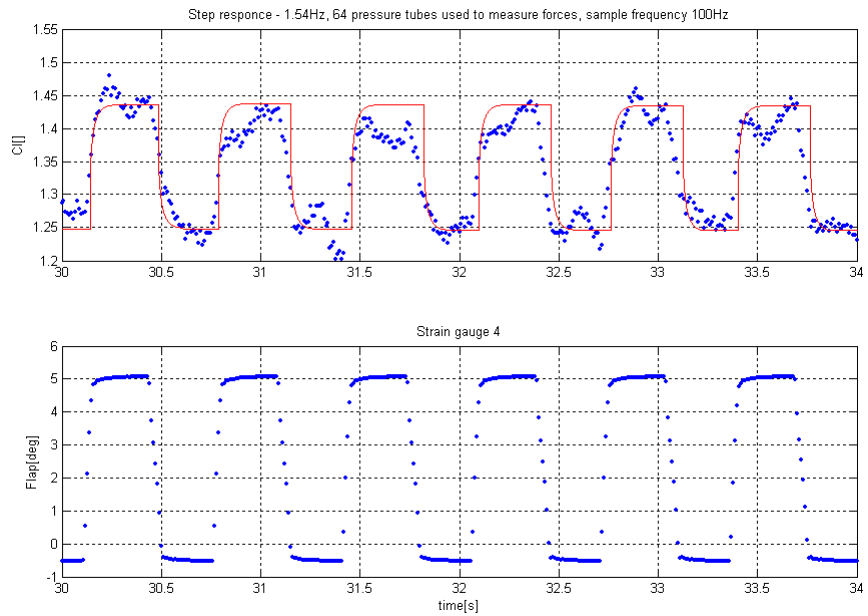 Step responce - 1.54Hz, 64 pressure tubes used to measure forces, sample frequency 100Hz
1.55
1.5
1.45
1.4
1.35
1.3
1.25
1.2
Cl[]
30 30.5 31 31.5 32 32.5 33 33.5 34
Strain gauge 4
6
5
4
3
2
1
0
-1
Flap[deg]
30 30.5 31 31.5 32 32.5 33 33.5 34
time[s]